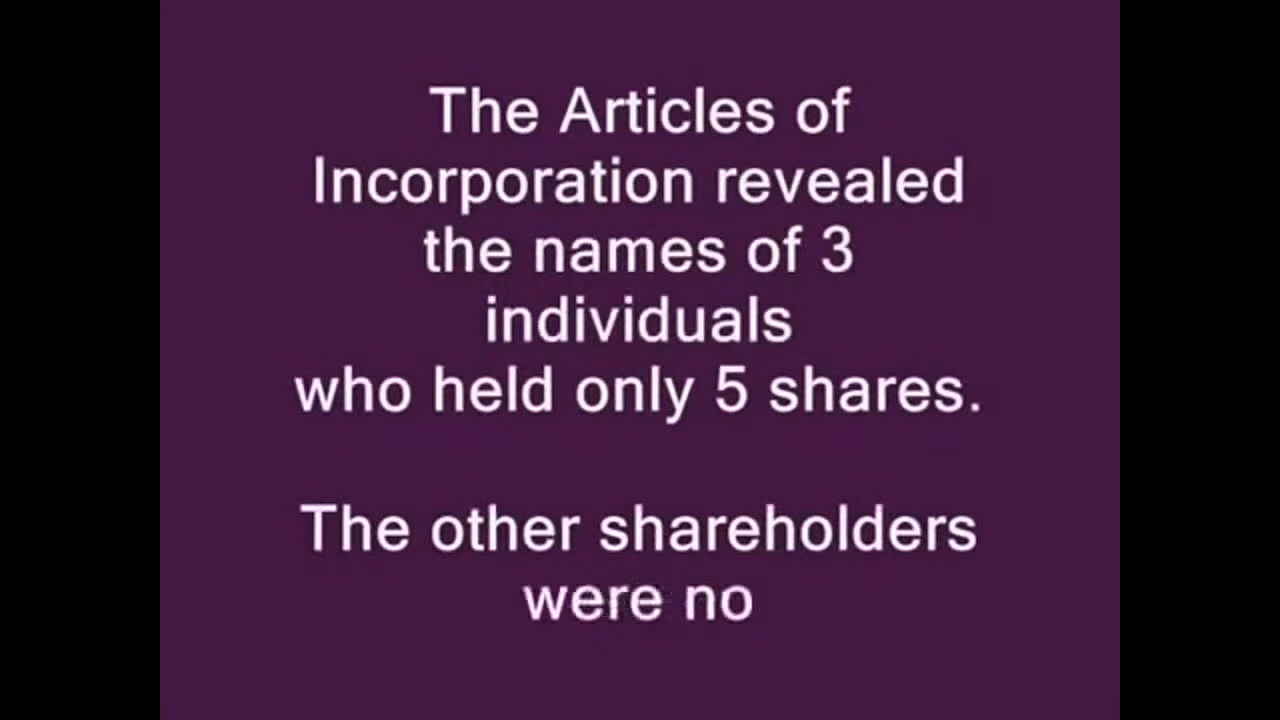 The Articles of
Incorporation revealed
the names of 3
individuals
who held only 5 shares.
The other shareholders
were no